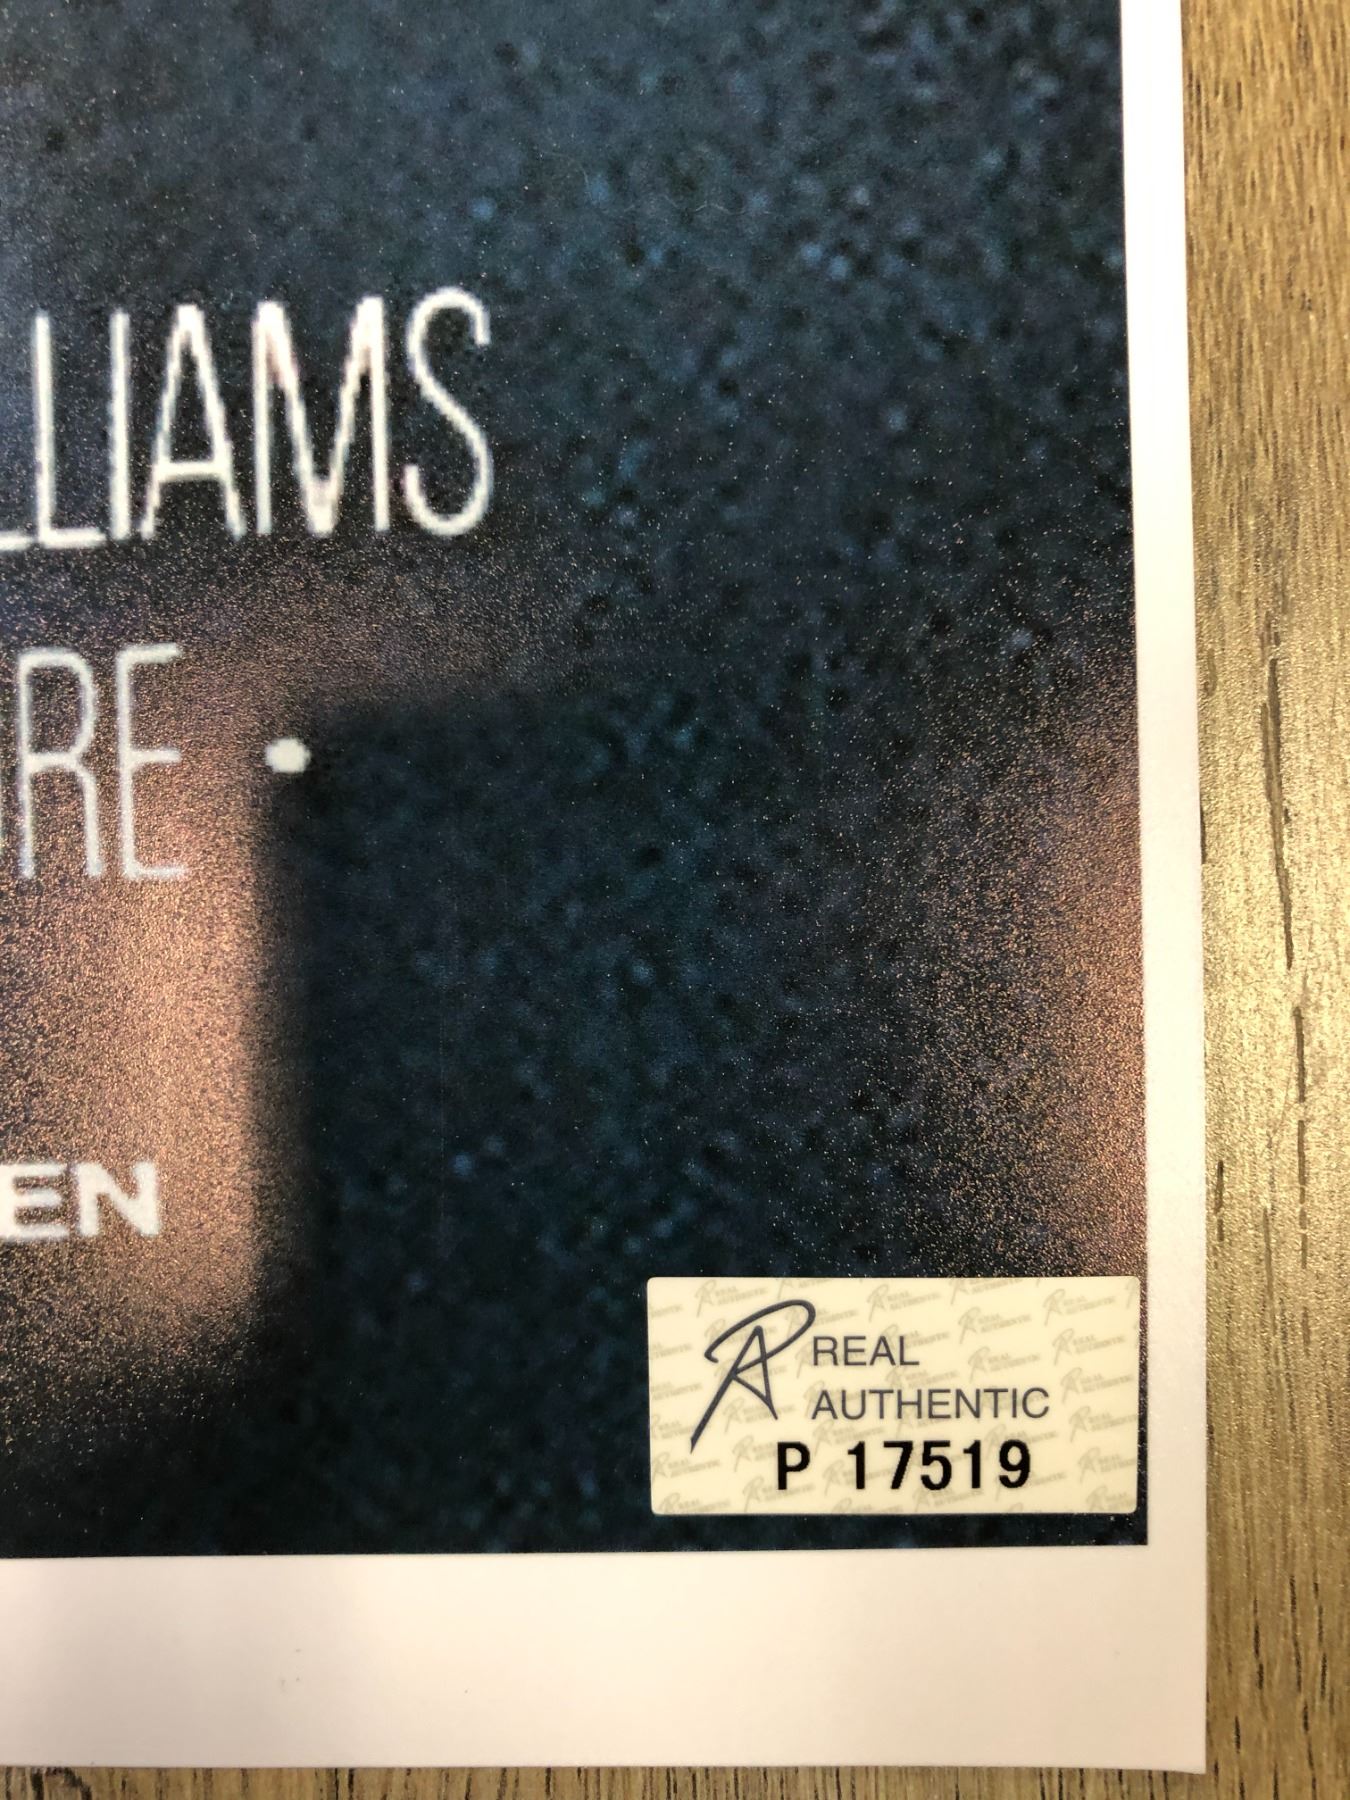 LLIAMS
RE •
EN
REAL
AUTHENTIC
P 17519